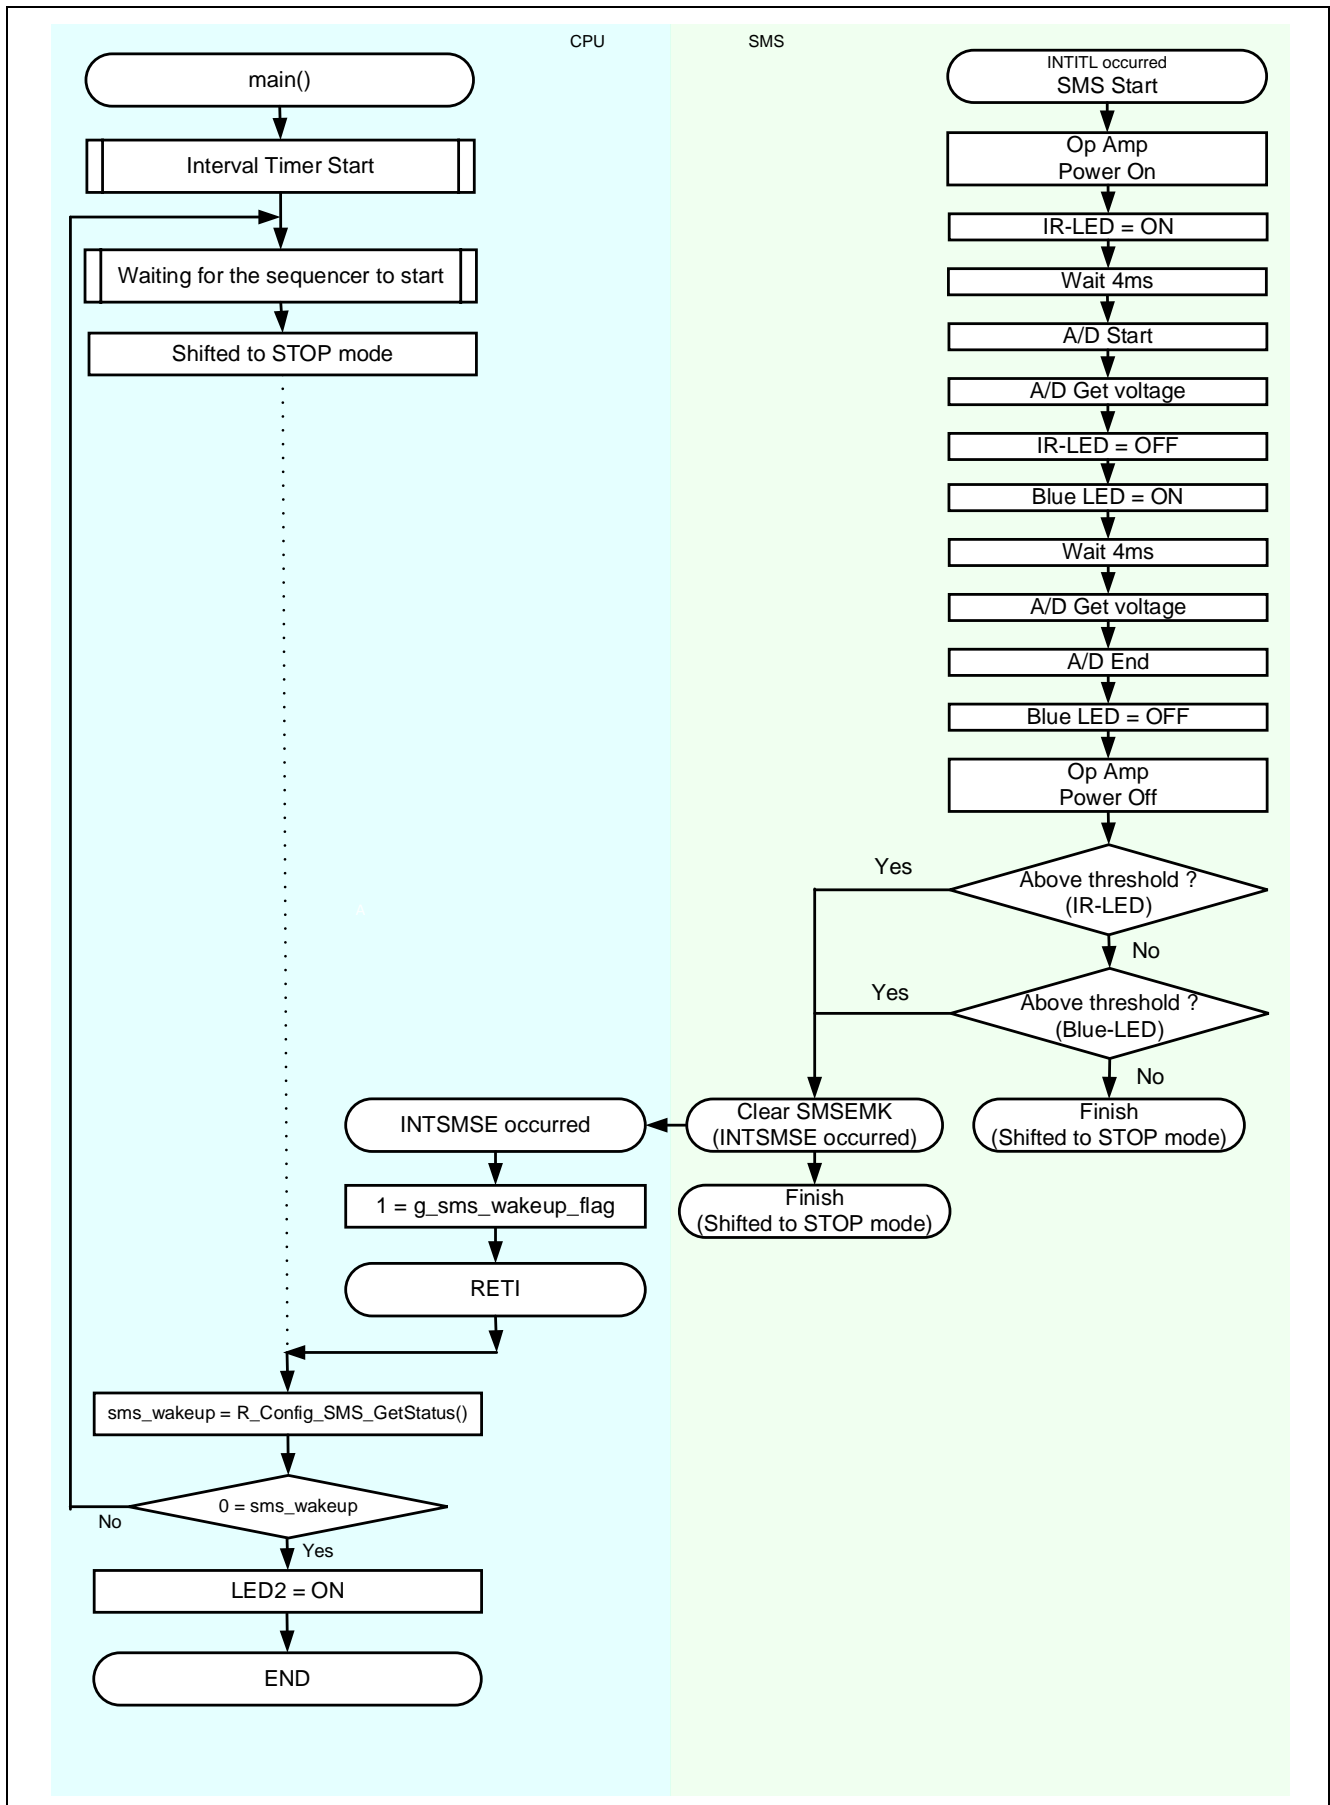 CPU
SMS
main()
Interval Timer Start
Waiting for the sequencer to start
Shifted to STOP mode
A
INTSMSE occurred
1 = g_sms_wakeup_flag
RETI
sms_wakeup = R_Config_SMS_GetStatus()
0 = sms_wakeup
No
Yes
LED2 = ON
END
INTITL occurred
SMS Start
Op Amp
Power On
IR-LED = ON
Wait 4ms
A/D Start
A/D Get voltage
IR-LED = OFF
Blue LED = ON
Wait 4ms
A/D Get voltage
A/D End
Blue LED = OFF
Op Amp
Power Off
Above threshold ?
(IR-LED)
Yes
No
Above threshold ?
(Blue-LED)
Yes
No
Clear SMSEMK
(INTSMSE occurred)
Finish
(Shifted to STOP mode)
Finish
(Shifted to STOP mode)